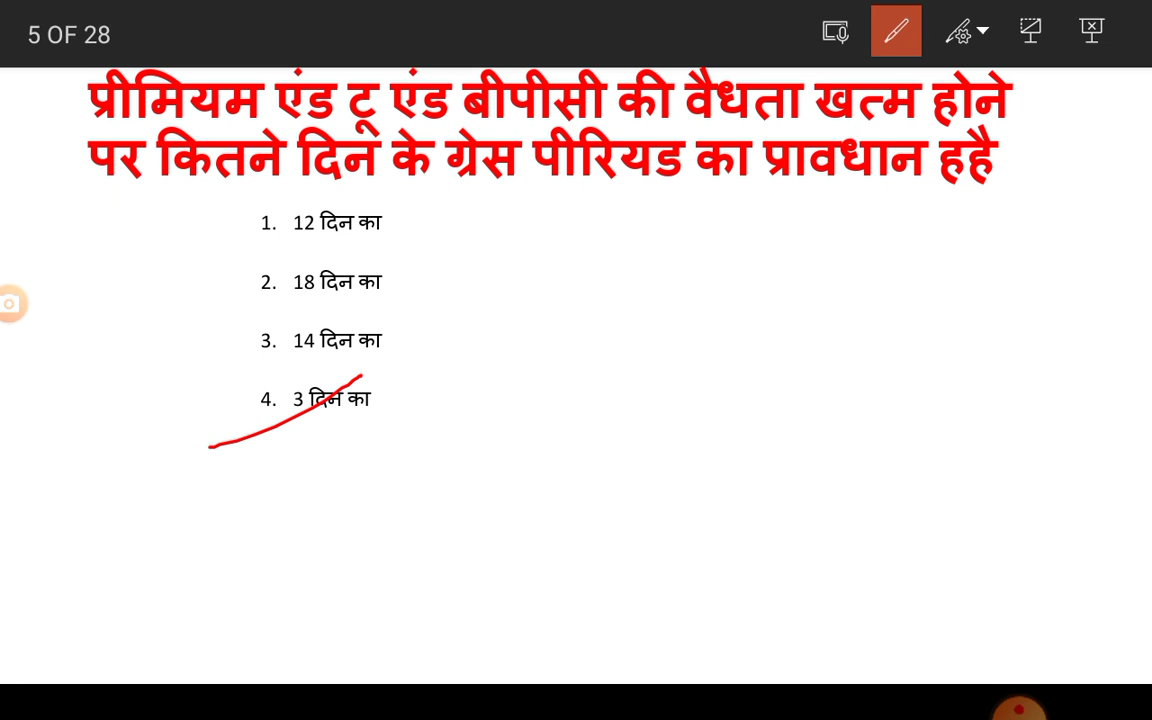 5 OF 28
प्रीमियम एंड टू एंड बीपीसी की वैधता खत्म होने
पर कितने दिन के ग्रेस पीरियड का प्रावधान हहै
1. 12 दिन का
2. 18 दिन का
3. 14 दिन का
4. 3 दिन का